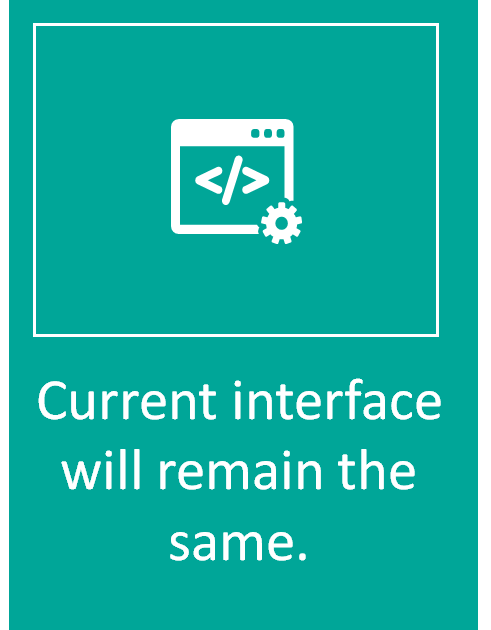 </>
Current interface
will remain the
same.